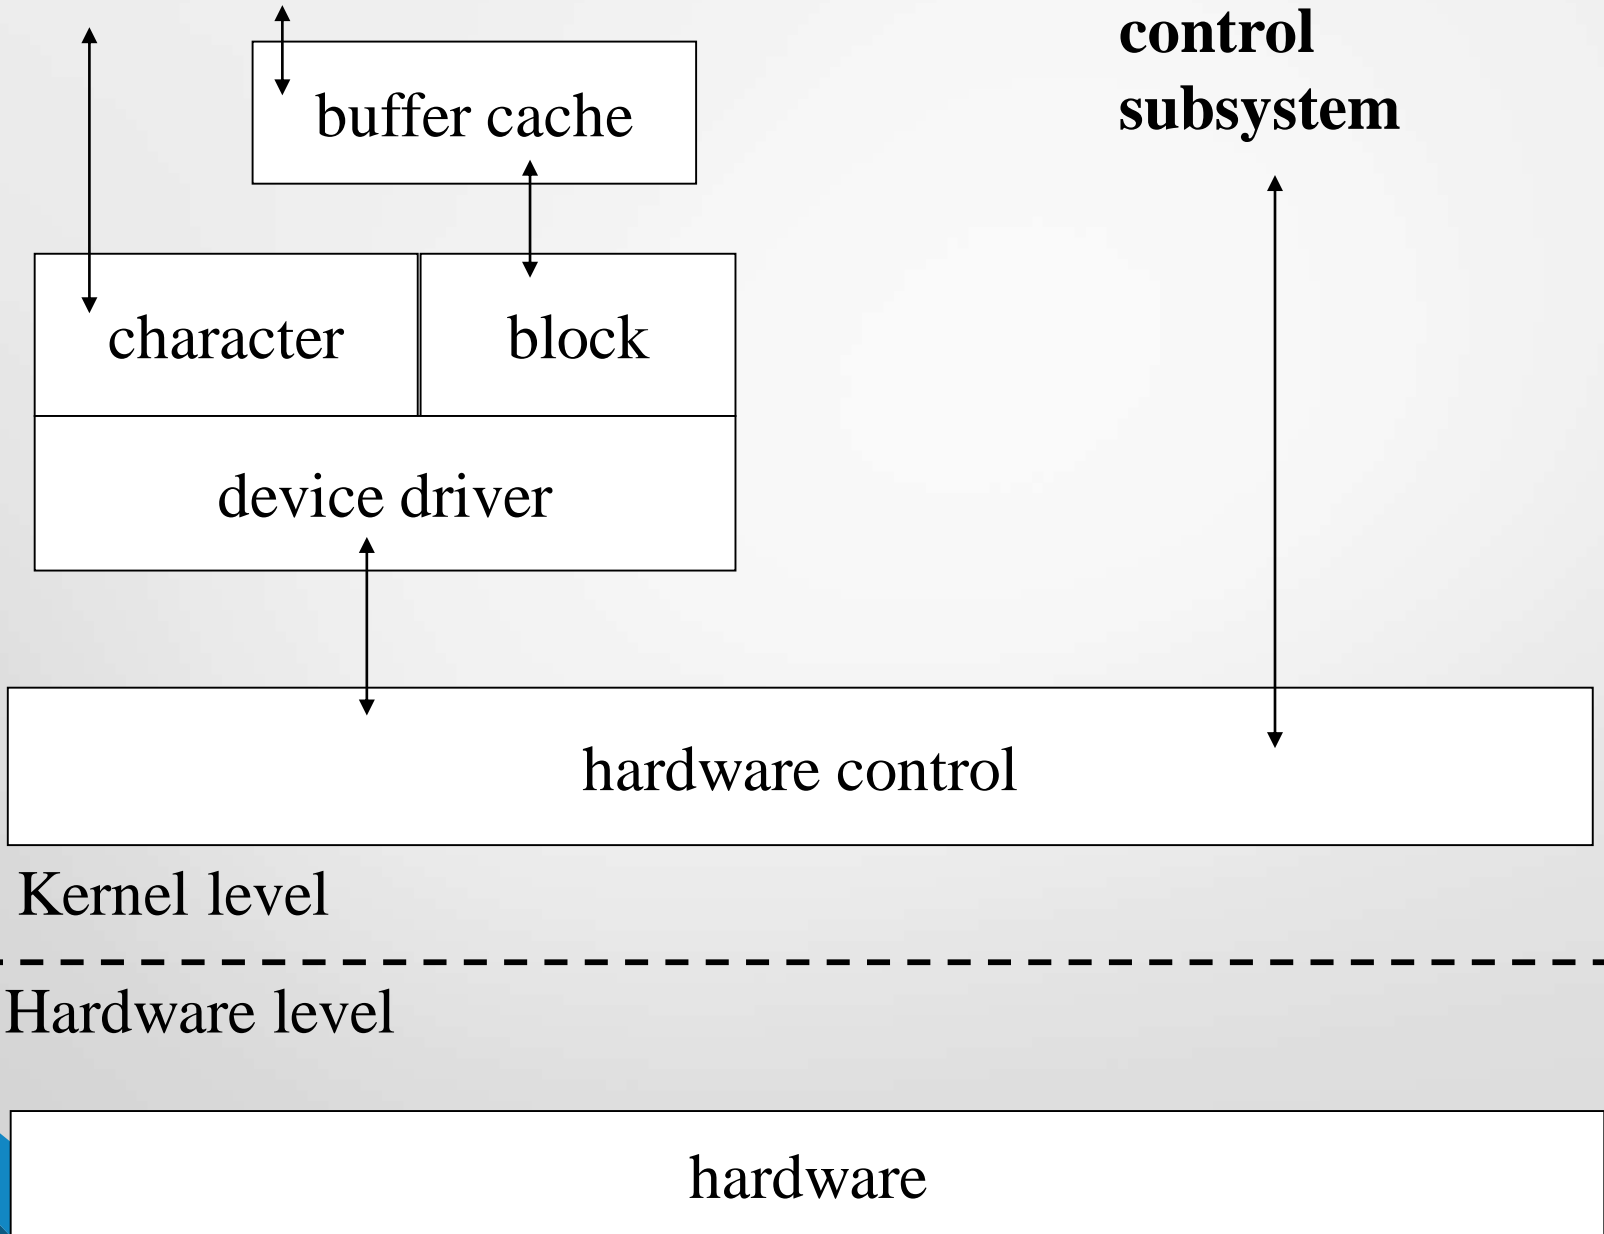 control
subsystem
buffer cache
character
block
device driver
hardware control
Kernel level
Hardware level
hardware